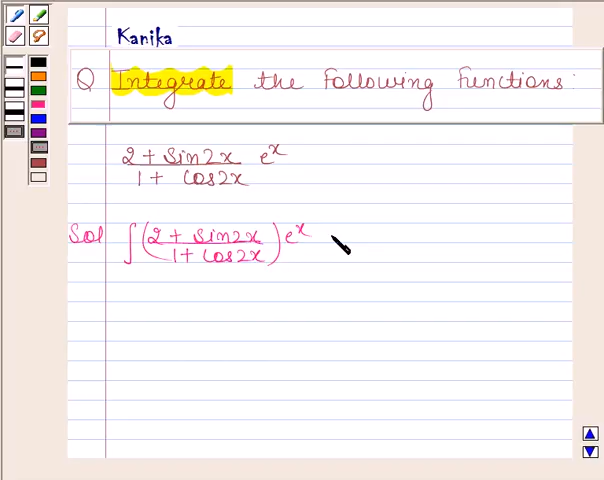 Kanika
Q Integrate the following functions.
2 + sin2x e^x
1 + cos2x
Sol ∫(2 + sin2x) e^x
1 + cos2x